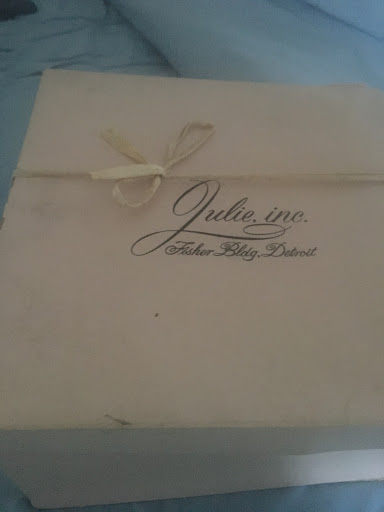 Julie, inc.
Fisher Bldg. Detroit